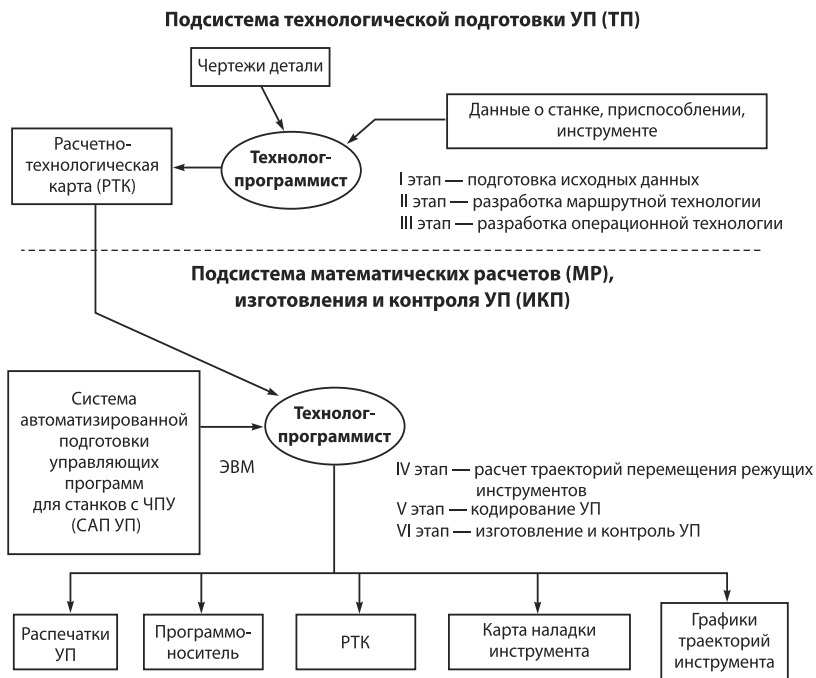 Подсистема технологической подготовки УП (ТП)
Чертежи детали
Данные о станке, приспособлении,
инструменте
Расчетно-
технологическая
карта (РТК)
Технолог-
программист
I этап — подготовка исходных данных
II этап — разработка маршрутной технологии
III этап — разработка операционной технологии
Подсистема математических расчетов (МР),
изготовления и контроля УП (ИКП)
Система
автоматизированной
подготовки
управляющих
программ
для станков с ЧПУ
(САП УП)
ЭВМ
Технолог-
программист
IV этап — расчет траекторий перемещения режущих
инструментов
V этап — кодирование УП
VI этап — изготовление и контроль УП
Распечатки
УП
Программо-
носитель
РТК
Карта наладки
инструмента
Графики
траекторий
инструмента